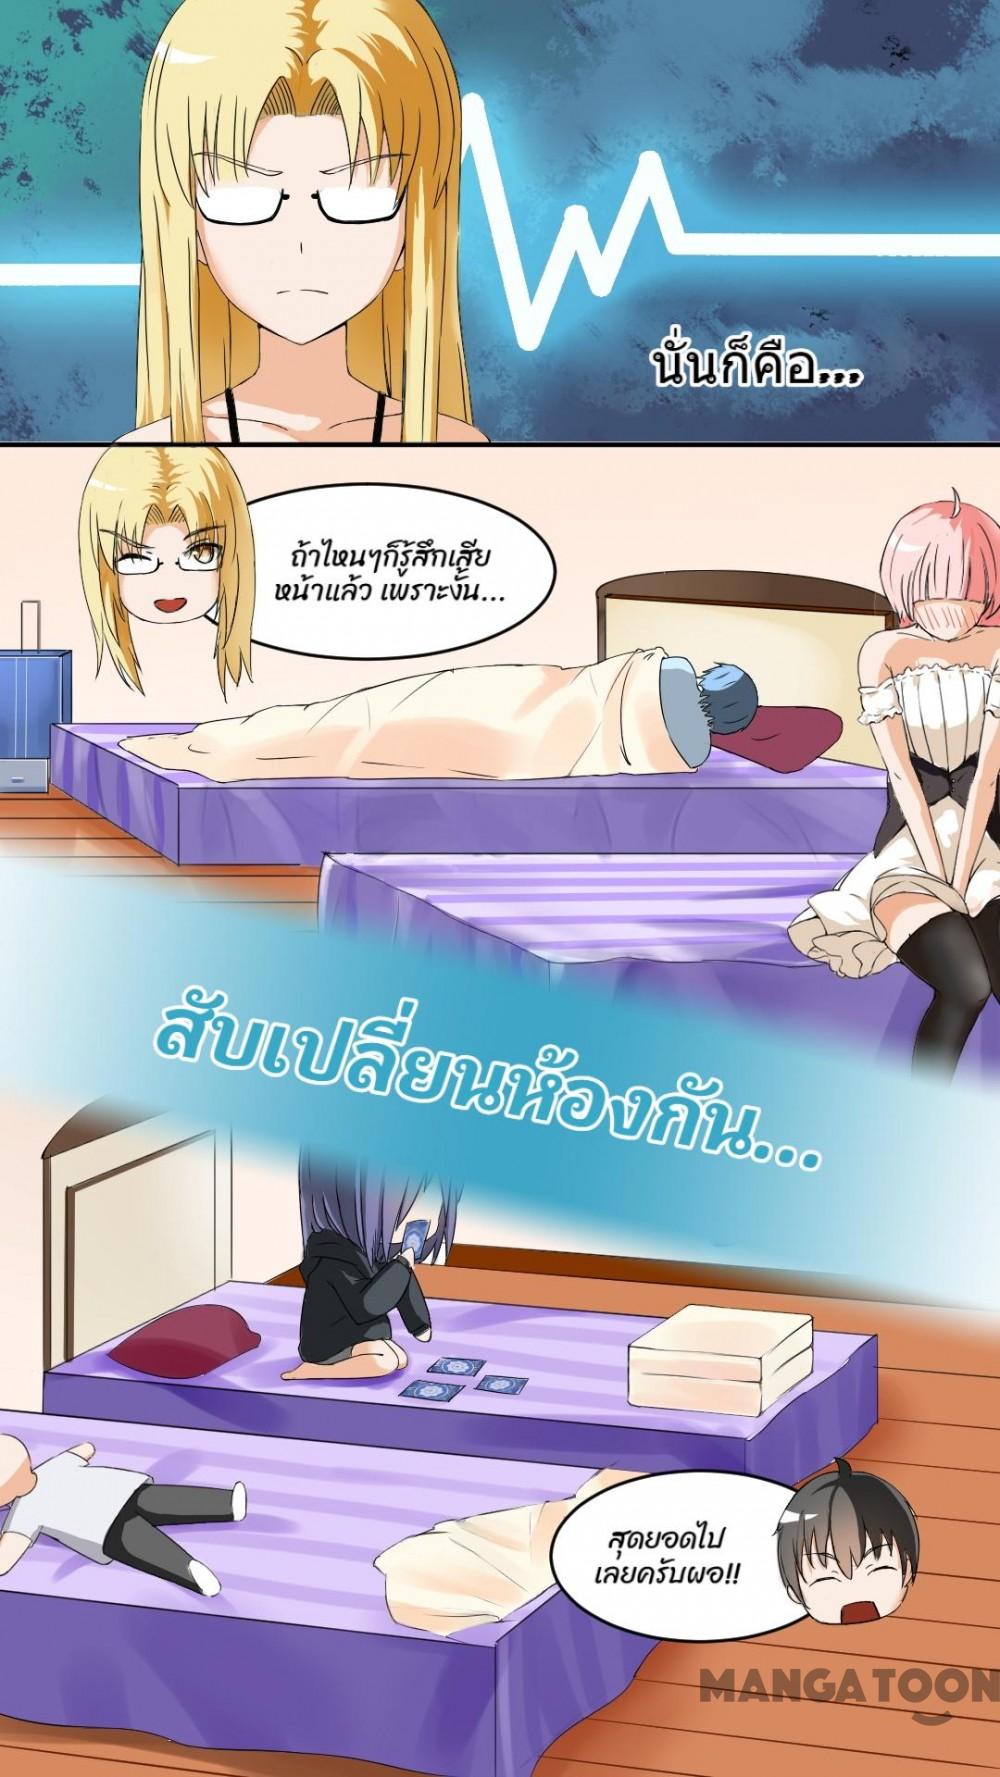 นั่นก็คือ...
ถ้าไหนๆก็รู้สึกเสีย
หน้าแล้ว เพราะงั้น...
สับเปลี่ยนห้องกัน...
สุดยอดไป
เลยครับผอ!!
MANGATOON